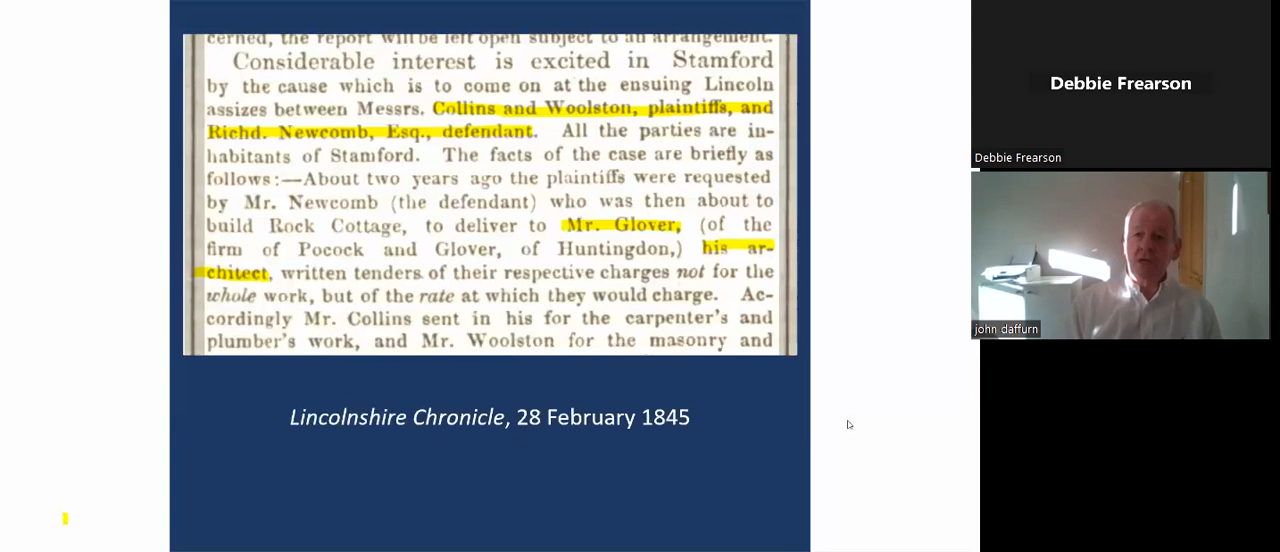 cerned, the report will be left open subject to an arrangement.
Considerable interest is excited in Stamford
by the cause which is to come on at the ensuing Lincoln
assizes between Messrs. Collins and Woolston, plaintiffs, and
Richd. Newcomb, Esq., defendant. All the parties are in-
habitants of Stamford. The facts of the case are briefly as
follows:—About two years ago the plaintiffs were requested
by Mr. Newcomb (the defendant) who was then about to
build Rock Cottage, to deliver to Mr. Glover, (of the
firm of Pocock and Glover, of Huntingdon,) his ar-
chitect, written tenders of their respective charges not for the
whole work, but of the rate at which they would charge. Ac-
cordingly Mr. Collins sent in his for the carpenter's and
plumber's work, and Mr. Woolston for the masonry and
Lincolnshire Chronicle, 28 February 1845
Debbie Frearson
Debbie Frearson
john daffurn